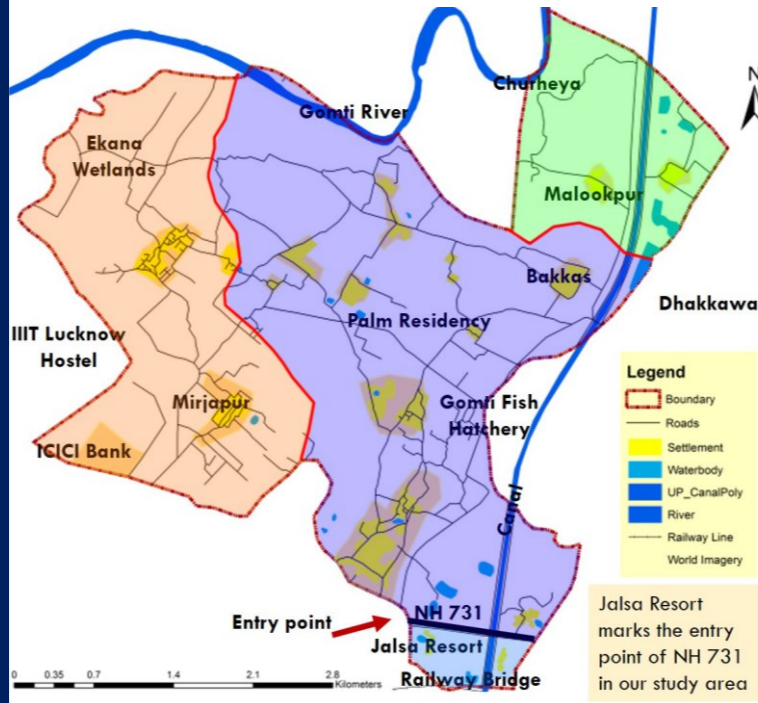 Churheya
Gomti River
N
Ekana
Wetlands
Malookpur
Bakkas
Dhakkawa
Palm Residency
IIIT Lucknow
Hostel
Mirjapur
Gomti Fish
Hatchery
ICICI Bank
Canal
Legend
Boundary
Roads
Settlement
Waterbody
UP_CanalPoly
River
Railway Line
World Imagery
NH 731
Entry point
Jalsa Resort
Railway Bridge
Jalsa Resort
marks the entry
point of NH 731
in our study area
0 0.35 0.7 1.4 2.1 2.8
Kilometers